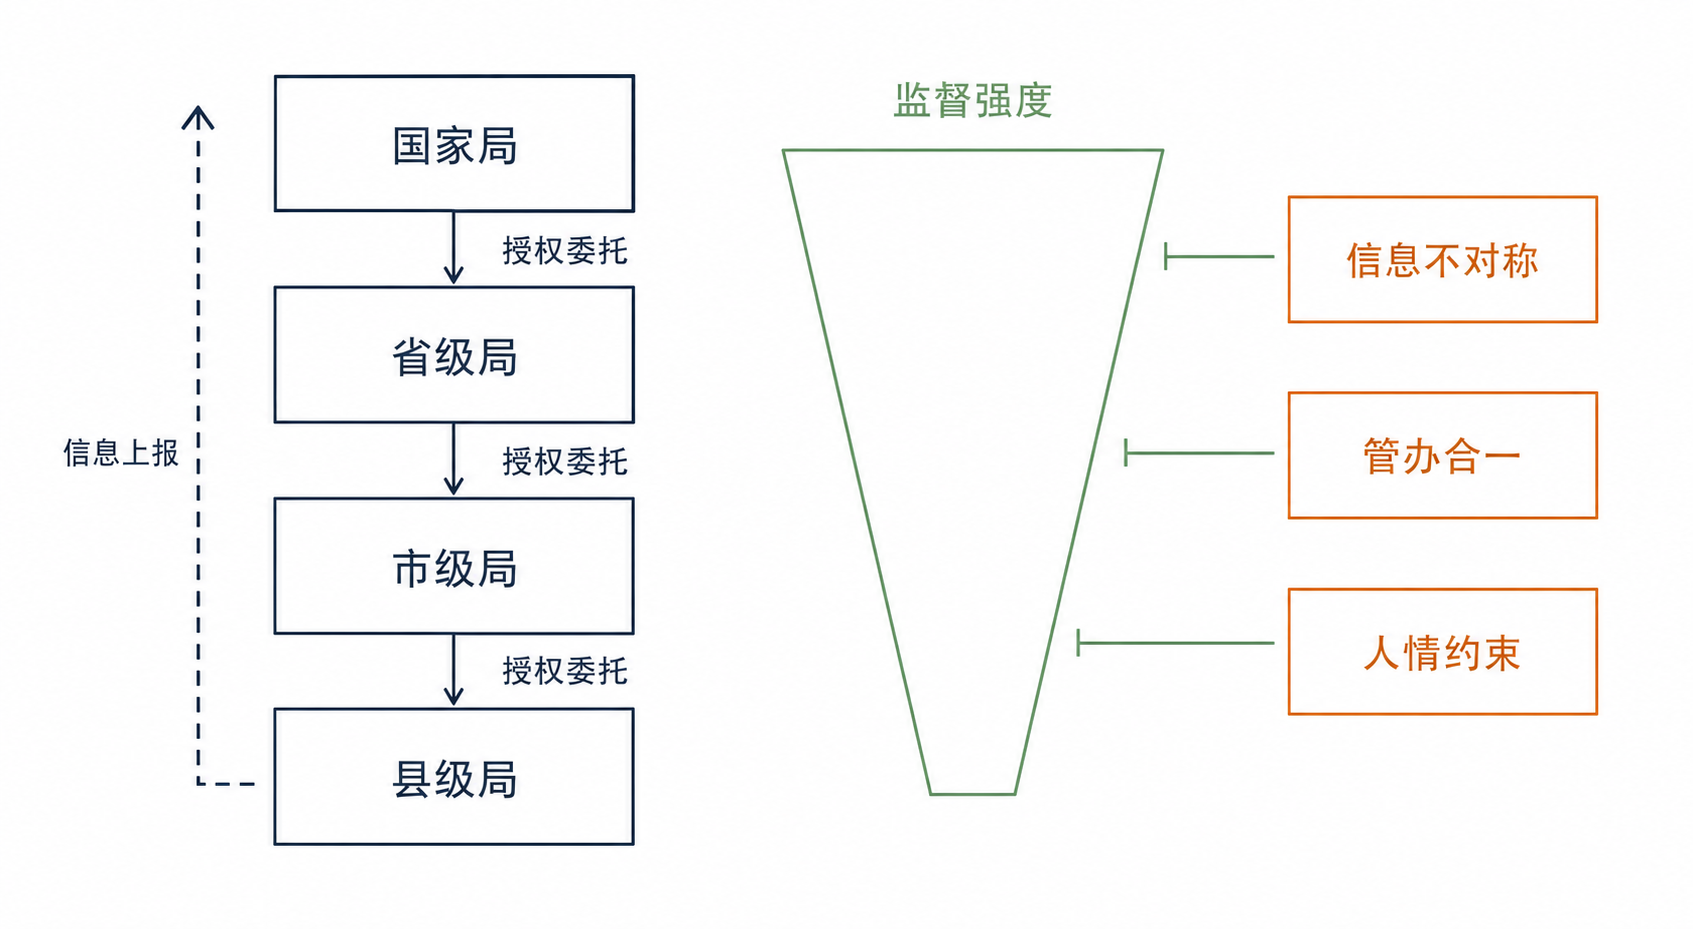 国家局
授权委托
省级局
信息上报
授权委托
市级局
授权委托
县级局
监督强度
信息不对称
管办合一
人情约束